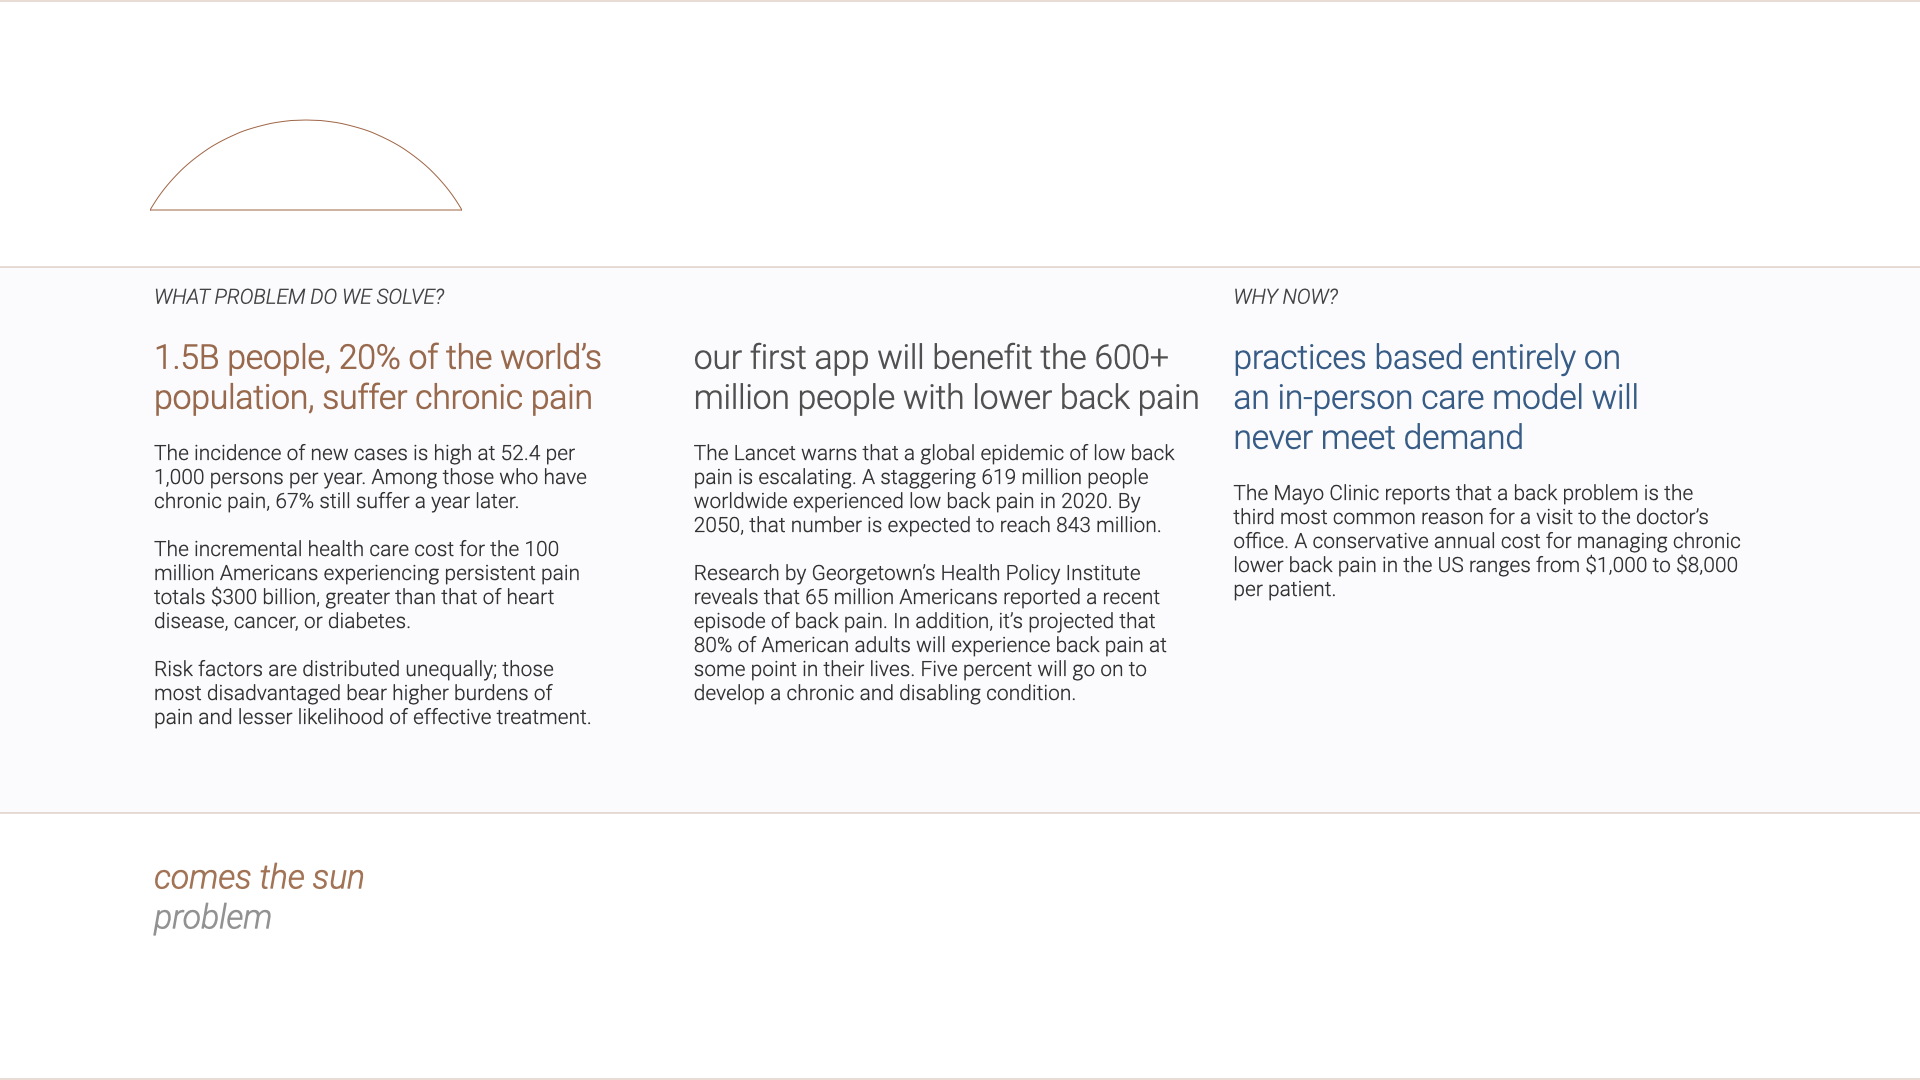 WHAT PROBLEM DO WE SOLVE?
1.5B people, 20% of the world’s
population, suffer chronic pain
The incidence of new cases is high at 52.4 per
1,000 persons per year. Among those who have
chronic pain, 67% still suffer a year later.
The incremental health care cost for the 100
million Americans experiencing persistent pain
totals $300 billion, greater than that of heart
disease, cancer, or diabetes.
Risk factors are distributed unequally; those
most disadvantaged bear higher burdens of
pain and lesser likelihood of effective treatment.
our first app will benefit the 600+
million people with lower back pain
The Lancet warns that a global epidemic of low back
pain is escalating. A staggering 619 million people
worldwide experienced low back pain in 2020. By
2050, that number is expected to reach 843 million.
Research by Georgetown’s Health Policy Institute
reveals that 65 million Americans reported a recent
episode of back pain. In addition, it’s projected that
80% of American adults will experience back pain at
some point in their lives. Five percent will go on to
develop a chronic and disabling condition.
WHY NOW?
practices based entirely on
an in-person care model will
never meet demand
The Mayo Clinic reports that a back problem is the
third most common reason for a visit to the doctor’s
office. A conservative annual cost for managing chronic
lower back pain in the US ranges from $1,000 to $8,000
per patient.
comes the sun
problem